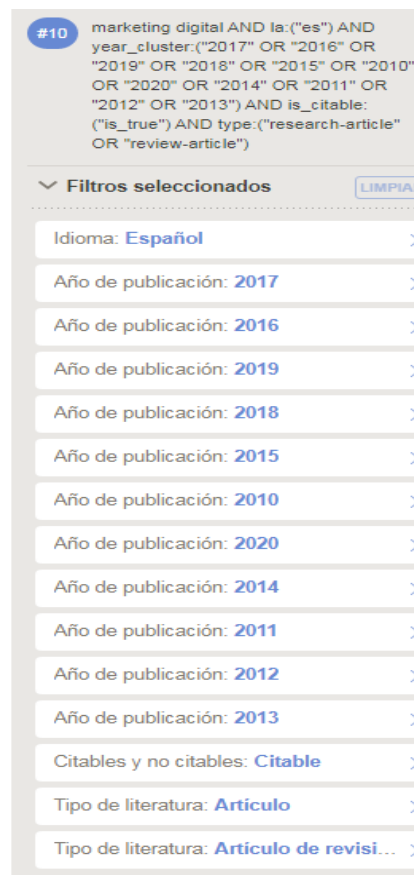 #10
marketing digital AND la:("es") AND
year_cluster:("2017" OR "2016" OR
"2019" OR "2018" OR "2015" OR "2010"
OR "2020" OR "2014" OR "2011" OR
"2012" OR "2013") AND is_citable:
("is_true") AND type:("research-article"
OR "review-article")
Filtros seleccionados
LIMPIA
Idioma: Español
Año de publicación: 2017
Año de publicación: 2016
Año de publicación: 2019
Año de publicación: 2018
Año de publicación: 2015
Año de publicación: 2010
Año de publicación: 2020
Año de publicación: 2014
Año de publicación: 2011
Año de publicación: 2012
Año de publicación: 2013
Citables y no citables: Citable
Tipo de literatura: Artículo
Tipo de literatura: Artículo de revisi...